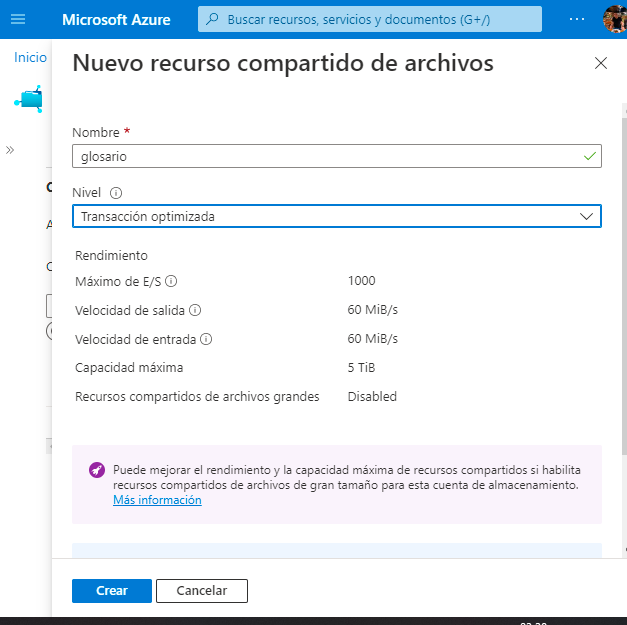 Microsoft Azure
Buscar recursos, servicios y documentos (G+/)
...
Inicio
Nuevo recurso compartido de archivos
Nombre *
glosario
Nivel
Transacción optimizada
Rendimiento
Máximo de E/S 1000
Velocidad de salida 60 MiB/s
Velocidad de entrada 60 MiB/s
Capacidad máxima 5 TiB
Recursos compartidos de archivos grandes Disabled
Puede mejorar el rendimiento y la capacidad máxima de recursos compartidos si habilita
recursos compartidos de archivos de gran tamaño para esta cuenta de almacenamiento.
Más información
Crear Cancelar